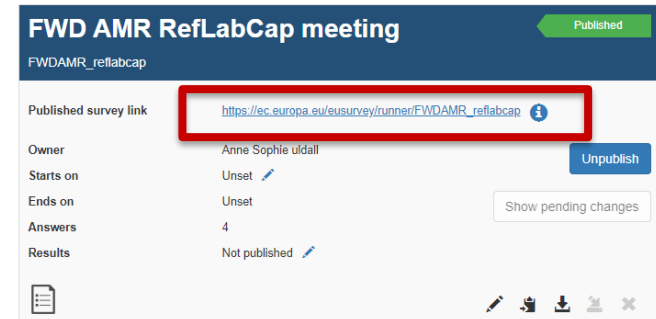 FWD AMR RefLabCap meeting
Published
FWDAMR_reflabcap
Published survey link https://ec.europa.eu/eusurvey/runner/FWDAMR_reflabcap
Owner Anne Sophie uldall
Unpublish
Starts on Unset
Ends on Unset
Show pending changes
Answers 4
Results Not published